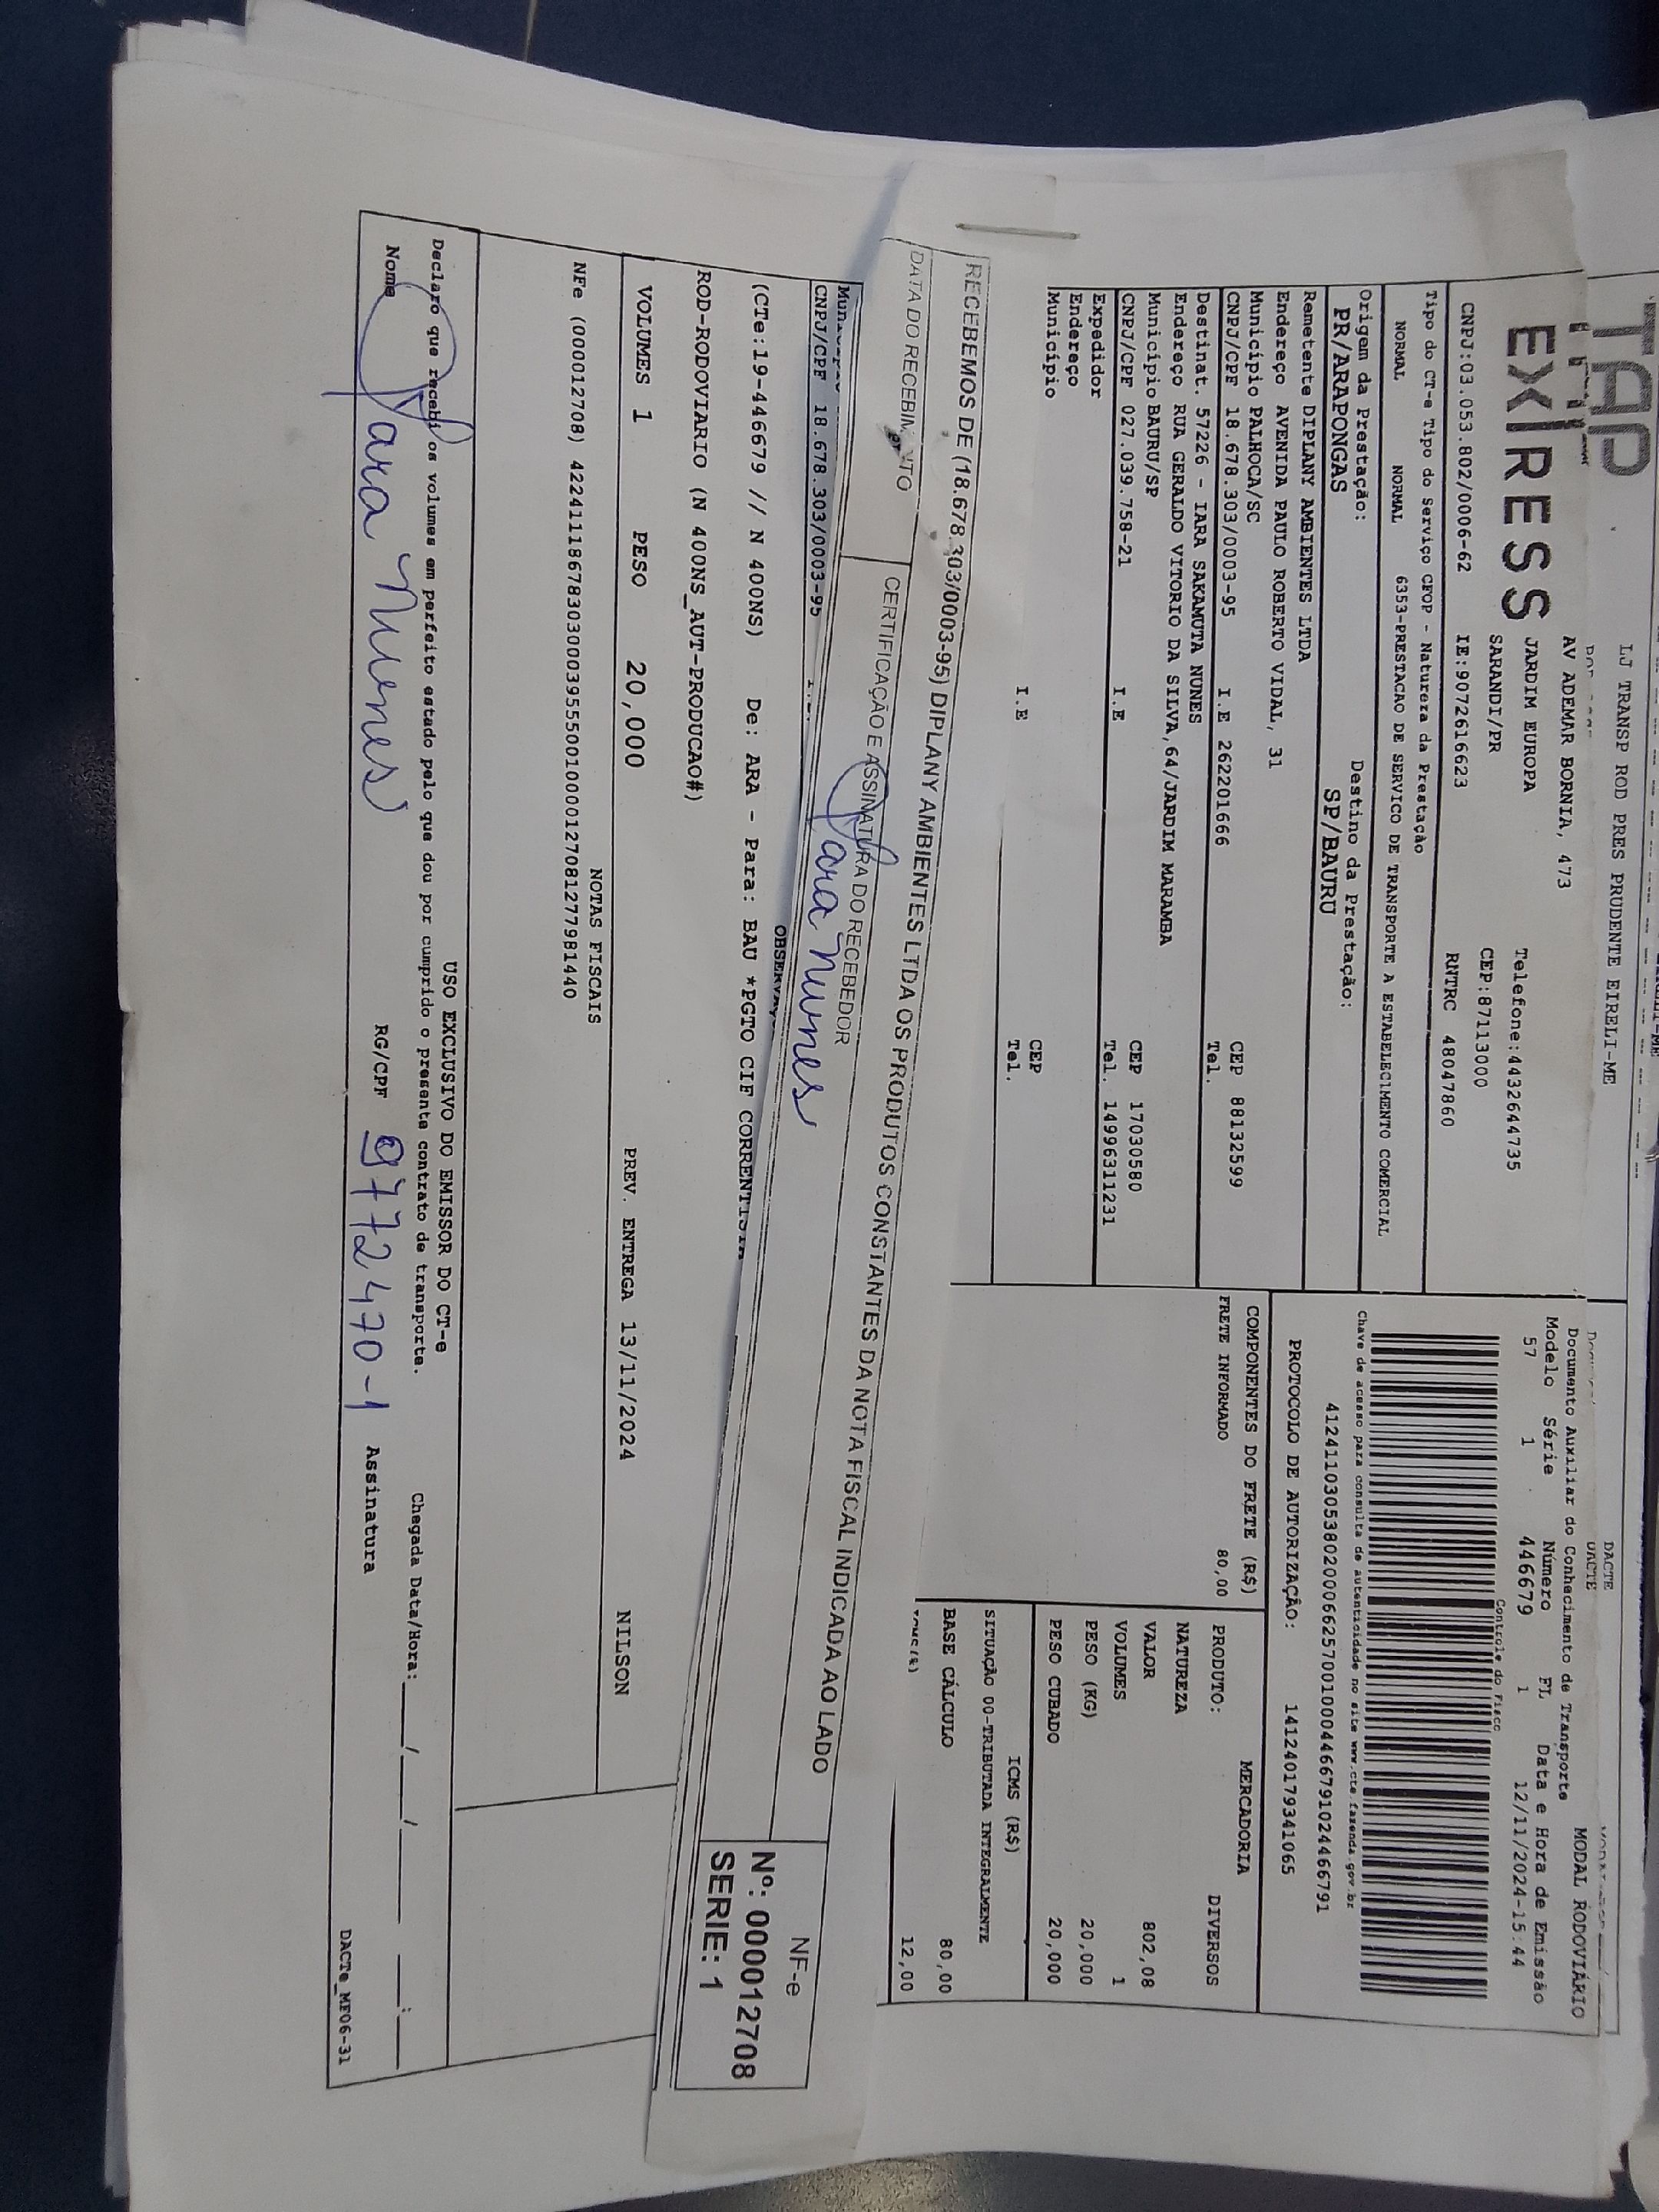 LJ TRANSP ROD PRES PRUDENTE EIRELI-ME
DACTE
TAP
EXPRESS
AV ADEMAR BORNIA, 473
JARDIM EUROPA
SARANDI/PR
Telefone:4432644735
CEP:87113000
CNPJ:03.053.802/0006-62 IE:9072616623 RNTRC 48047860
DACTE
Documento Auxiliar do Conhecimento de Transporte
MODAL RODOVIÁRIO
Modelo Série Número FL Data e Hora de Emissão
57 1 446679 1 12/11/2024-15:44
Controle do Fisco
Chave de acesso para consulta de autenticidade no site www.cte.fazenda.gov.br
41241103053802000662570010004466791024466791
PROTOCOLO DE AUTORIZAÇÃO: 141240179341065
Tipo do CT-e Tipo do Serviço CFOP - Natureza da Prestação
NORMAL NORMAL 6353-PRESTACAO DE SERVICO DE TRANSPORTE A ESTABELECIMENTO COMERCIAL
Origem da Prestação: Destino da Prestação:
PR/ARAPONGAS SP/BAURU
Remetente DIPLANY AMBIENTES LTDA
Endereço AVENIDA PAULO ROBERTO VIDAL, 31
Município PALHOCA/SC CEP 88132599
CNPJ/CPF 18.678.303/0003-95 I.E 262201666 Tel.
Destinat. 57226 - IARA SAKAMUTA NUNES
Endereço RUA GERALDO VITORIO DA SILVA,64/JARDIM MARAMBA
Município BAURU/SP CEP 17030580
CNPJ/CPF 027.039.758-21 I.E Tel. 14996311231
Expedidor
Endereço
Município CEP
I.E Tel.
COMPONENTES DO FRETE (R$)
FRETE INFORMADO 80,00
MERCADORIA
PRODUTO: DIVERSOS
NATUREZA
VALOR 802,08
VOLUMES 1
PESO (KG) 20,000
PESO CUBADO 20,000
ICMS (R$)
SITUAÇÃO 00-TRIBUTADA INTEGRALMENTE
BASE CÁLCULO 80,00
12,00
RECEBEMOS DE (18.678.303/0003-95) DIPLANY AMBIENTES LTDA OS PRODUTOS CONSTANTES DA NOTA FISCAL INDICADA AO LADO
DATA DO RECEBIMENTO CERTIFICAÇÃO E ASSINATURA DO RECEBEDOR
Yara Nunes
NF-e
Nº: 000012708
SERIE: 1
CNPJ/CPF 18.678.303/0003-95
(CTe:19-446679 // N 400NS) De: ARA - Para: BAU *PGTO CIF CORRENTISTA
ROD-RODOVIARIO (N 400NS_AUT-PRODUCAO#)
VOLUMES 1 PESO 20,000 PREV. ENTREGA 13/11/2024 NILSON
NOTAS FISCAIS
NFe (000012708) 42241118678303000395550010000127081277981440
USO EXCLUSIVO DO EMISSOR DO CT-e
Declaro que recebi os volumes em perfeito estado pelo que dou por cumprido o presente contrato de transporte. Chegada Data/Hora:___/___/____ __:__
Nome Yara Nunes RG/CPF 9772470-1 Assinatura
DACTe_MF06-31